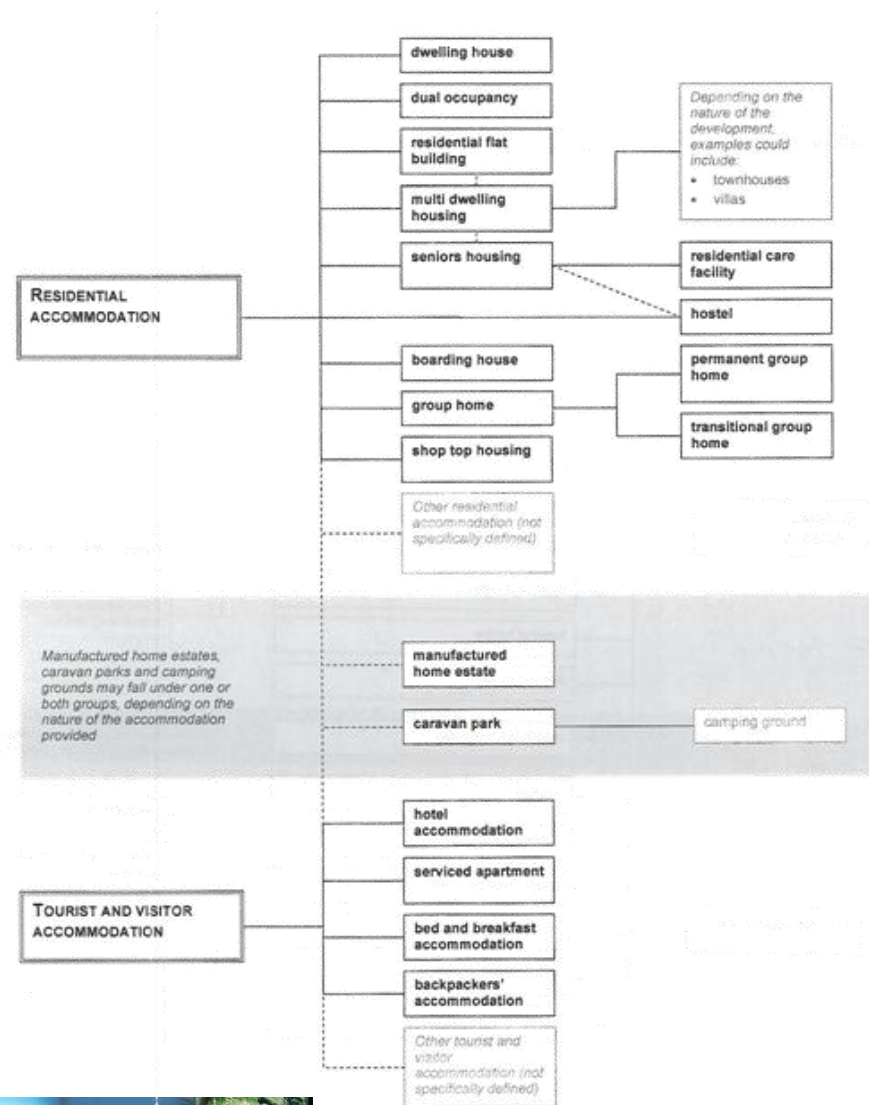 dwelling house
dual occupancy
residential flat
building
multi dwelling
housing
seniors housing
Depending on the
nature of the
development,
examples could
include:
• townhouses
• villas
residential care
facility
hostel
RESIDENTIAL
ACCOMMODATION
boarding house
group home
shop top housing
permanent group
home
transitional group
home
Other residential
accommodation (not
specifically defined)
Manufactured home estates,
caravan parks and camping
grounds may fall under one or
both groups, depending on the
nature of the accommodation
provided
manufactured
home estate
caravan park
camping ground
hotel
accommodation
serviced apartment
bed and breakfast
accommodation
backpackers'
accommodation
TOURIST AND VISITOR
ACCOMMODATION
Other tourist and
visitor
accommodation (not
specifically defined)